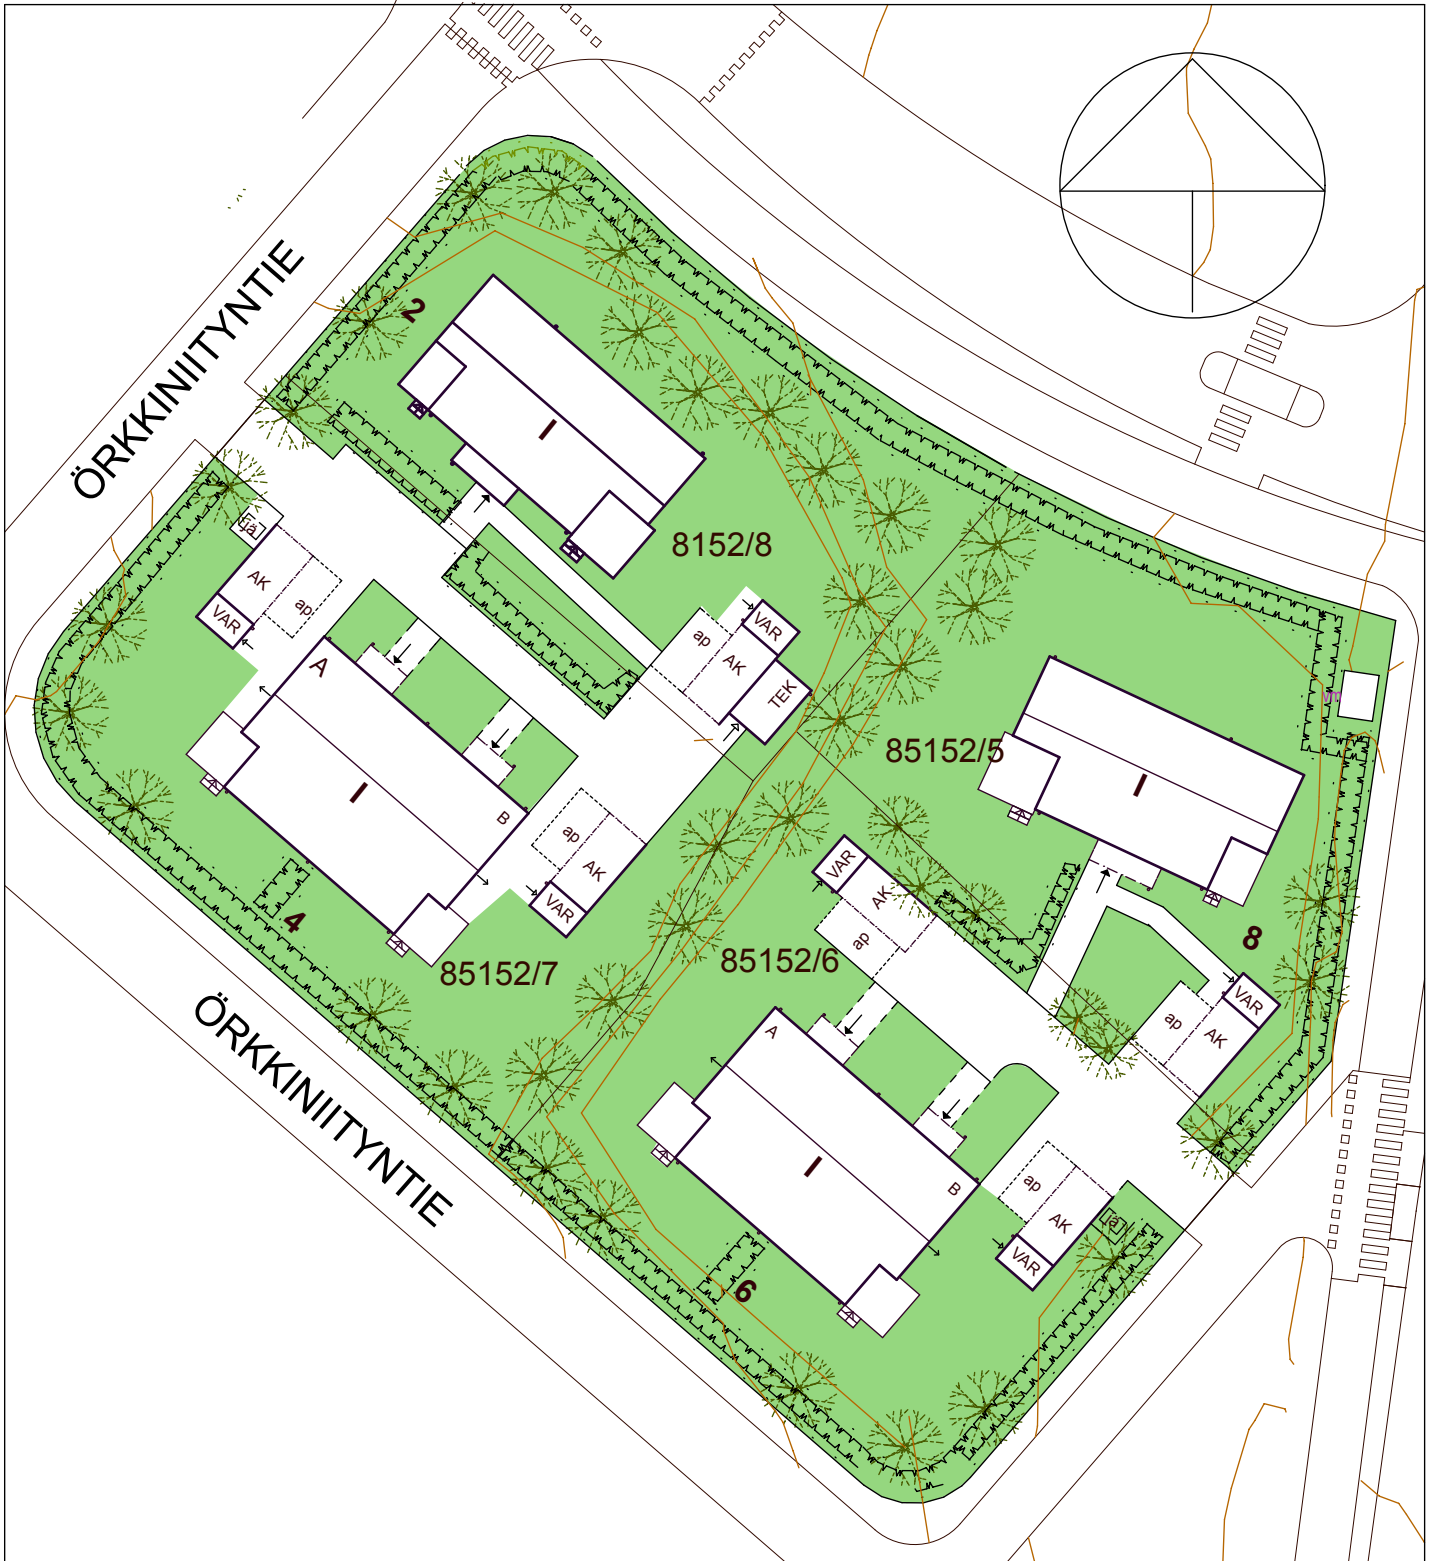 ÖRKKINIITYNTIE
2
I
8152/8
jä
AK
ap
VAR
A
I
B
4
85152/7
ap
AK
VAR
ap
AK
VAR
TEK
85152/5
I
vm
8
VAR
AK
ap
85152/6
ap
AK
VAR
A
I
B
6
ap
AK
VAR
jä
ÖRKKINIITYNTIE